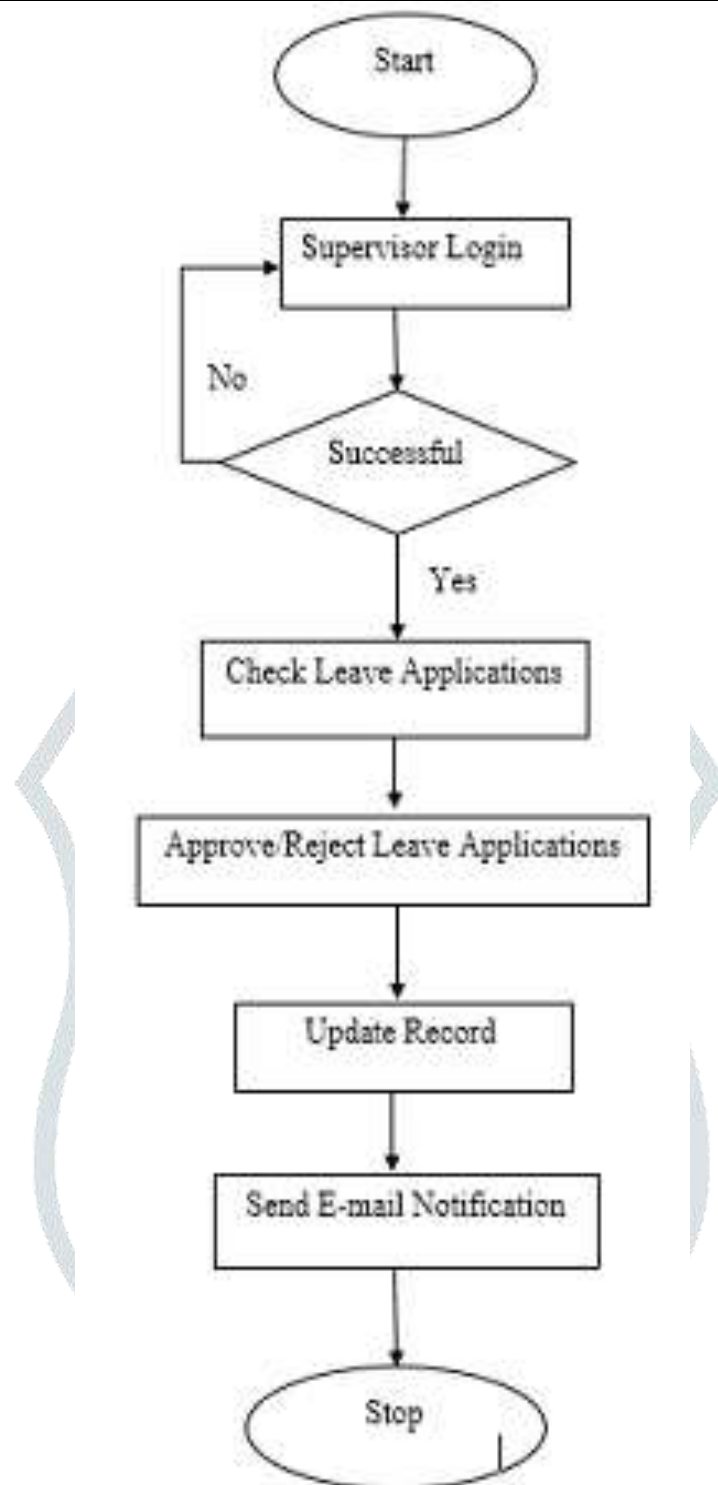 Start
Supervisor Login
No
Successful
Yes
Check Leave Applications
Approve/Reject Leave Applications
Update Record
Send E-mail Notification
Stop